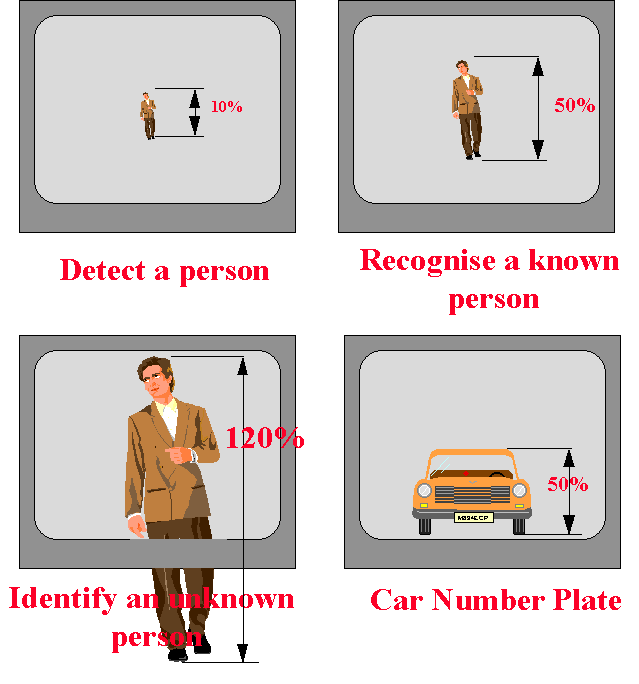 10%
50%
Detect a person
Recognise a known
person
120%
50%
Identify an unknown
person
Car Number Plate